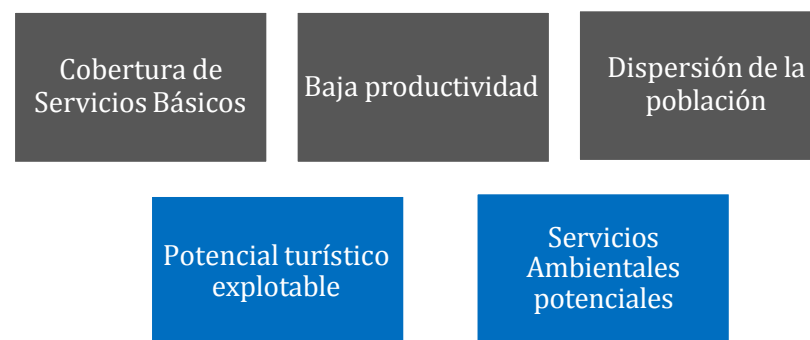 Cobertura de
Servicios Básicos
Baja productividad
Dispersión de la
población
Potencial turístico
explotable
Servicios
Ambientales
potenciales